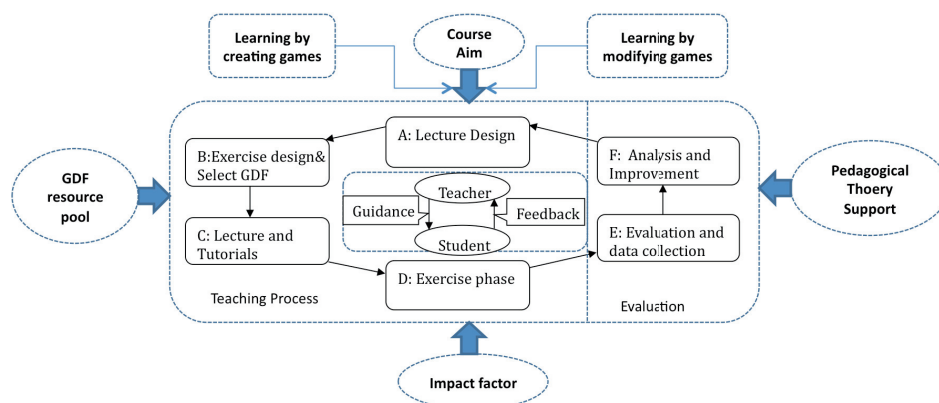 Learning by
creating games
Course
Aim
Learning by
modifying games
A: Lecture Design
B:Exercise design&
Select GDF
F: Analysis and
Improvement
GDF
resource
pool
Teacher
Guidance
Feedback
Student
Pedagogical
Thoery
Support
C: Lecture and
Tutorials
E: Evaluation and
data collection
D: Exercise phase
Teaching Process
Evaluation
Impact factor